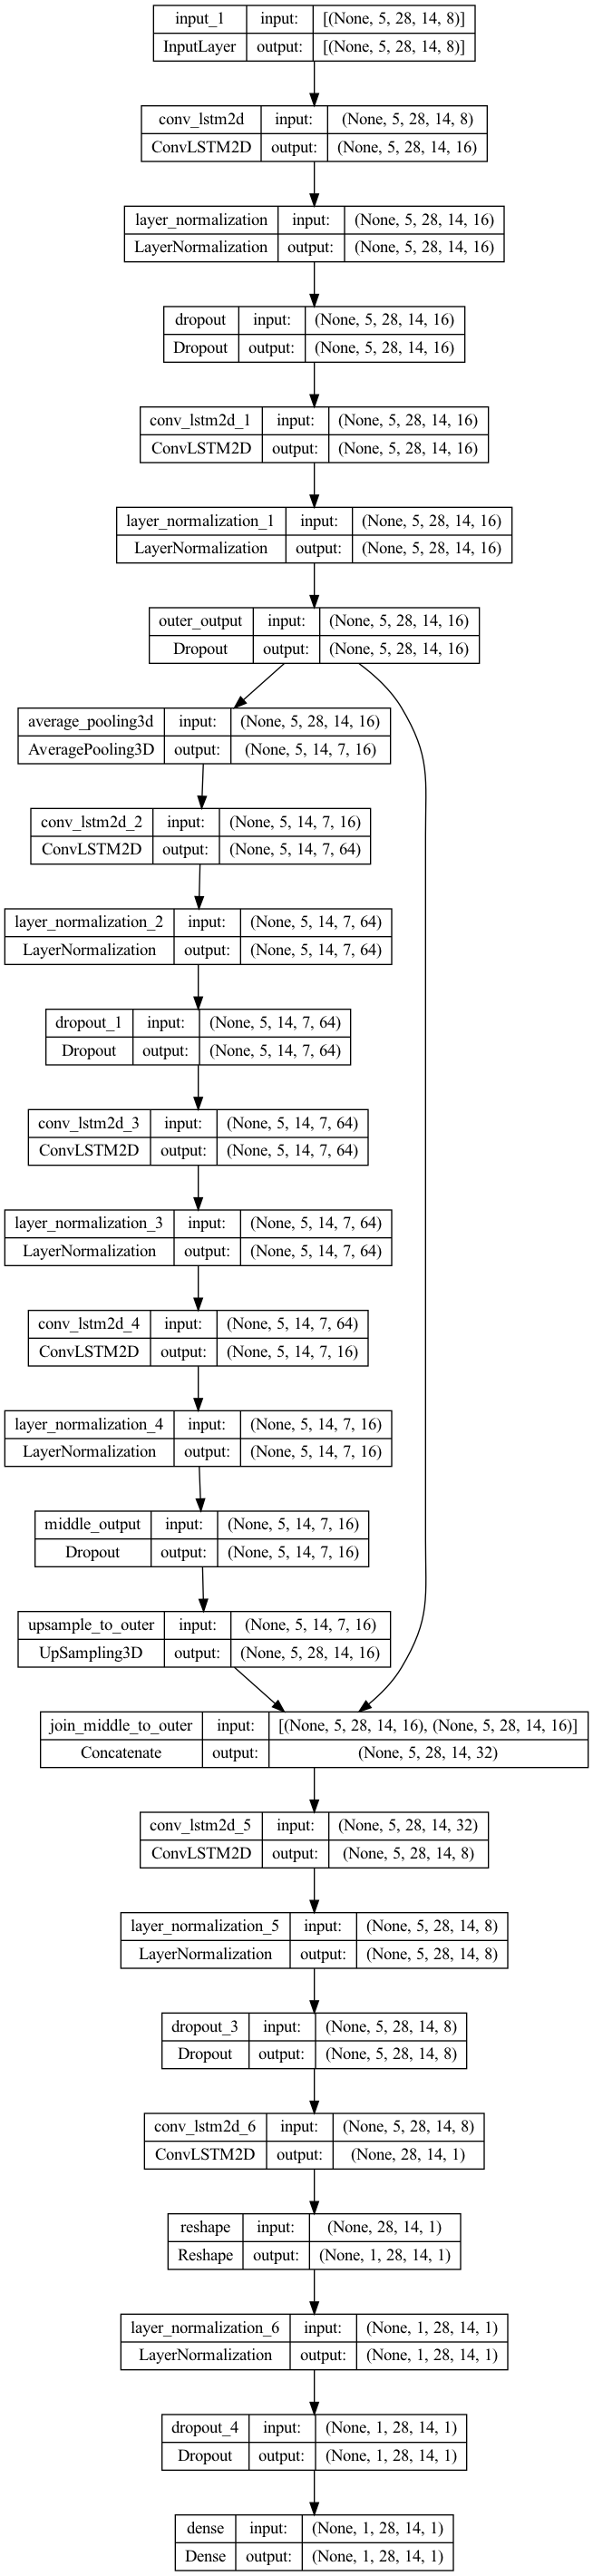 input_1 input: [(None, 5, 28, 14, 8)]
InputLayer output: [(None, 5, 28, 14, 8)]
conv_lstm2d input: (None, 5, 28, 14, 8)
ConvLSTM2D output: (None, 5, 28, 14, 16)
layer_normalization input: (None, 5, 28, 14, 16)
LayerNormalization output: (None, 5, 28, 14, 16)
dropout input: (None, 5, 28, 14, 16)
Dropout output: (None, 5, 28, 14, 16)
conv_lstm2d_1 input: (None, 5, 28, 14, 16)
ConvLSTM2D output: (None, 5, 28, 14, 16)
layer_normalization_1 input: (None, 5, 28, 14, 16)
LayerNormalization output: (None, 5, 28, 14, 16)
outer_output input: (None, 5, 28, 14, 16)
Dropout output: (None, 5, 28, 14, 16)
average_pooling3d input: (None, 5, 28, 14, 16)
AveragePooling3D output: (None, 5, 14, 7, 16)
conv_lstm2d_2 input: (None, 5, 14, 7, 16)
ConvLSTM2D output: (None, 5, 14, 7, 64)
layer_normalization_2 input: (None, 5, 14, 7, 64)
LayerNormalization output: (None, 5, 14, 7, 64)
dropout_1 input: (None, 5, 14, 7, 64)
Dropout output: (None, 5, 14, 7, 64)
conv_lstm2d_3 input: (None, 5, 14, 7, 64)
ConvLSTM2D output: (None, 5, 14, 7, 64)
layer_normalization_3 input: (None, 5, 14, 7, 64)
LayerNormalization output: (None, 5, 14, 7, 64)
conv_lstm2d_4 input: (None, 5, 14, 7, 64)
ConvLSTM2D output: (None, 5, 14, 7, 16)
layer_normalization_4 input: (None, 5, 14, 7, 16)
LayerNormalization output: (None, 5, 14, 7, 16)
middle_output input: (None, 5, 14, 7, 16)
Dropout output: (None, 5, 14, 7, 16)
upsample_to_outer input: (None, 5, 14, 7, 16)
UpSampling3D output: (None, 5, 28, 14, 16)
join_middle_to_outer input: [(None, 5, 28, 14, 16), (None, 5, 28, 14, 16)]
Concatenate output: (None, 5, 28, 14, 32)
conv_lstm2d_5 input: (None, 5, 28, 14, 32)
ConvLSTM2D output: (None, 5, 28, 14, 8)
layer_normalization_5 input: (None, 5, 28, 14, 8)
LayerNormalization output: (None, 5, 28, 14, 8)
dropout_3 input: (None, 5, 28, 14, 8)
Dropout output: (None, 5, 28, 14, 8)
conv_lstm2d_6 input: (None, 5, 28, 14, 8)
ConvLSTM2D output: (None, 28, 14, 1)
reshape input: (None, 28, 14, 1)
Reshape output: (None, 1, 28, 14, 1)
layer_normalization_6 input: (None, 1, 28, 14, 1)
LayerNormalization output: (None, 1, 28, 14, 1)
dropout_4 input: (None, 1, 28, 14, 1)
Dropout output: (None, 1, 28, 14, 1)
dense input: (None, 1, 28, 14, 1)
Dense output: (None, 1, 28, 14, 1)